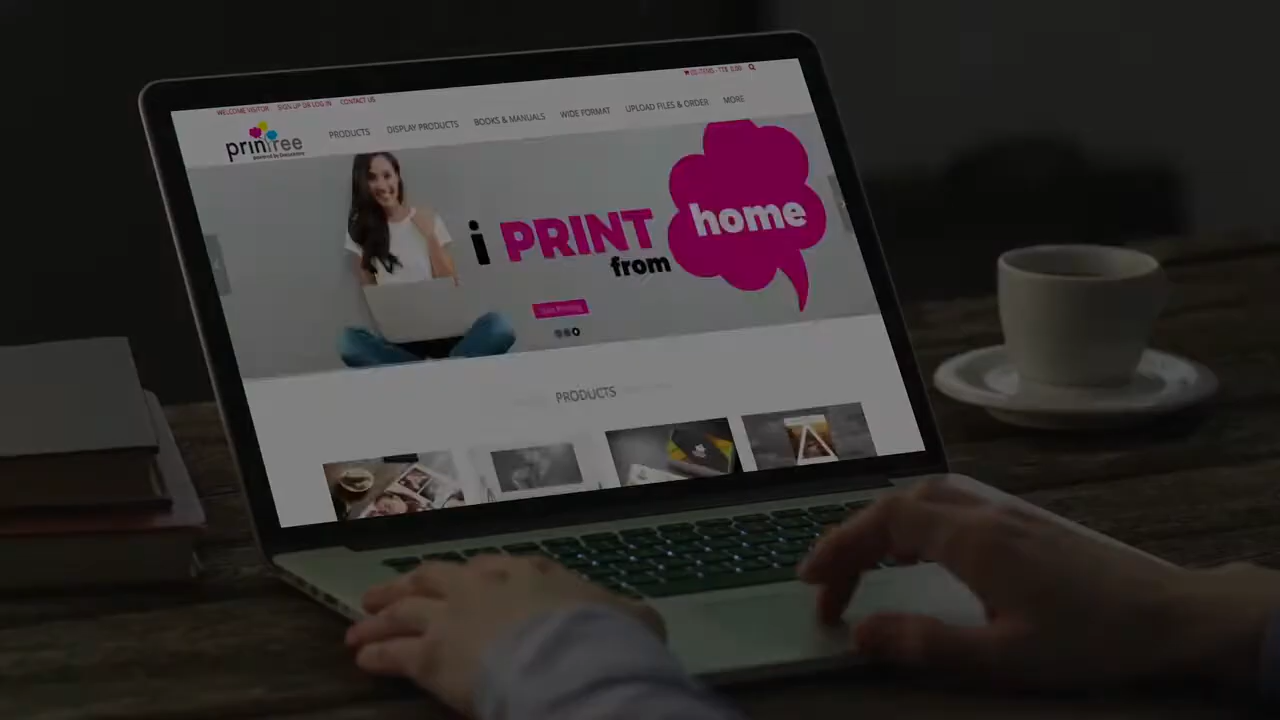 WELCOME VISITOR SIGN UP OR LOG IN CONTACT US
printree
PRODUCTS DISPLAY PRODUCTS BOOKS & MANUALS WIDE FORMAT UPLOAD FILES & ORDER MORE
i PRINT
from
home
PRODUCTS